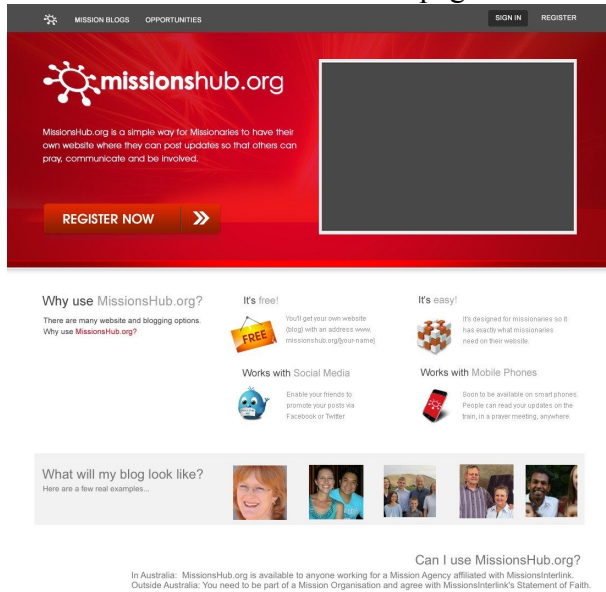 MISSION BLOGS OPPORTUNITIES SIGN IN REGISTER
missionshub.org
MissionsHub.org is a simple way for Missionaries to have their
own website where they can post updates so that others can
pray, communicate and be involved.
REGISTER NOW
Why use MissionsHub.org?
There are many website and blogging options.
Why use MissionsHub.org?
It's free!
FREE
You'll get your own website
(blog) with an address www.
missionshub.org/[your-name]
It's easy!
It's designed for missionaries so it
has exactly what missionaries
need on their website.
Works with Social Media
Enable your friends to
promote your posts via
Facebook or Twitter
Works with Mobile Phones
Soon to be available on smart phones.
People can read your updates on the
train, in a prayer meeting, anywhere.
What will my blog look like?
Here are a few real examples...
Can I use MissionsHub.org?
In Australia: MissionsHub.org is available to anyone working for a Mission Agency affiliated with MissionsInterlink.
Outside Australia: You need to be part of a Mission Organisation and agree with MissionsInterlink's Statement of Faith.